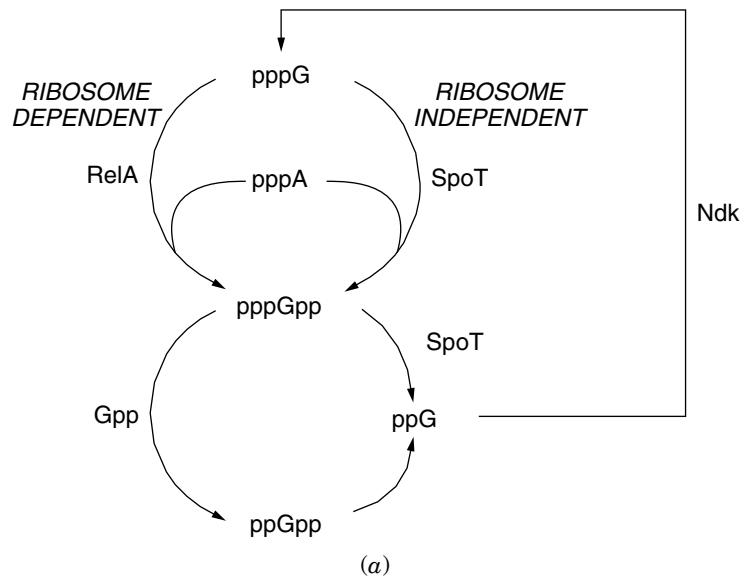 pppG
RIBOSOME
DEPENDENT
RIBOSOME
INDEPENDENT
RelA
pppA
SpoT
Ndk
pppGpp
SpoT
Gpp
ppG
ppGpp
(a)